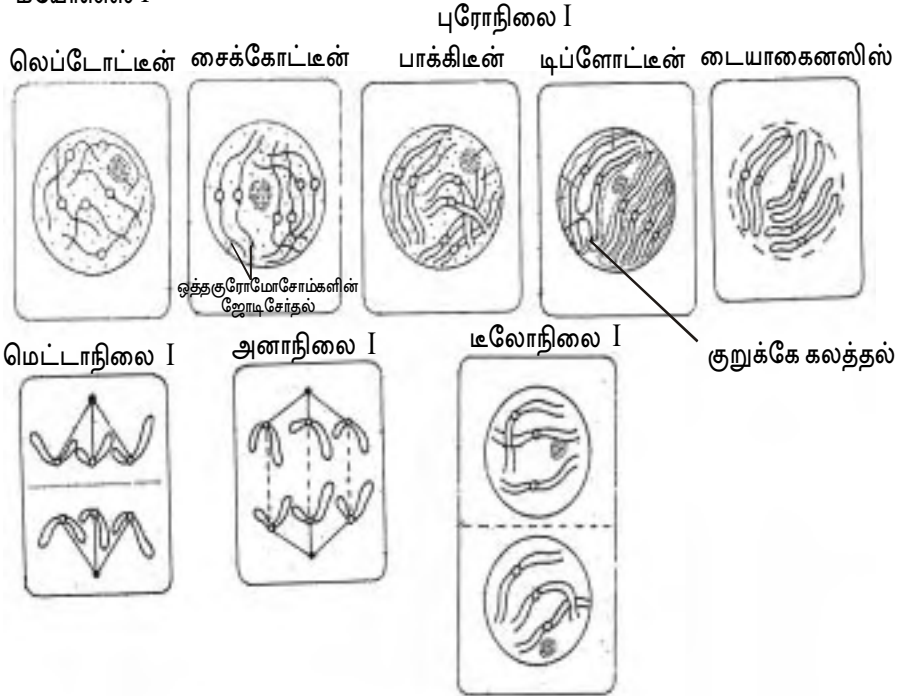 புரோநிலை I
லெப்டோட்டீன் சைக்கோட்டீன் பாக்கிடீன் டிப்ளோட்டீன் டையாகைனஸிஸ்
ஒத்தகுரோமோசோம்களின்
ஜோடிசேர்தல்
மெட்டாநிலை I அனாநிலை I டீலோநிலை I
குறுக்கே கலத்தல்